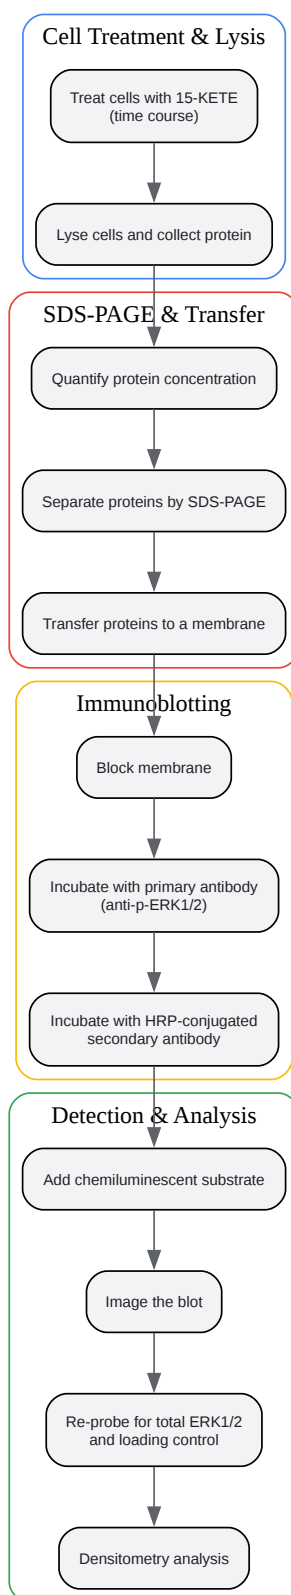 Cell Treatment & Lysis
Treat cells with 15-KETE
(time course)
Lyse cells and collect protein
SDS-PAGE & Transfer
Quantify protein concentration
Separate proteins by SDS-PAGE
Transfer proteins to a membrane
Immunoblotting
Block membrane
Incubate with primary antibody
(anti-p-ERK1/2)
Incubate with HRP-conjugated
secondary antibody
Detection & Analysis
Add chemiluminescent substrate
Image the blot
Re-probe for total ERK1/2
and loading control
Densitometry analysis